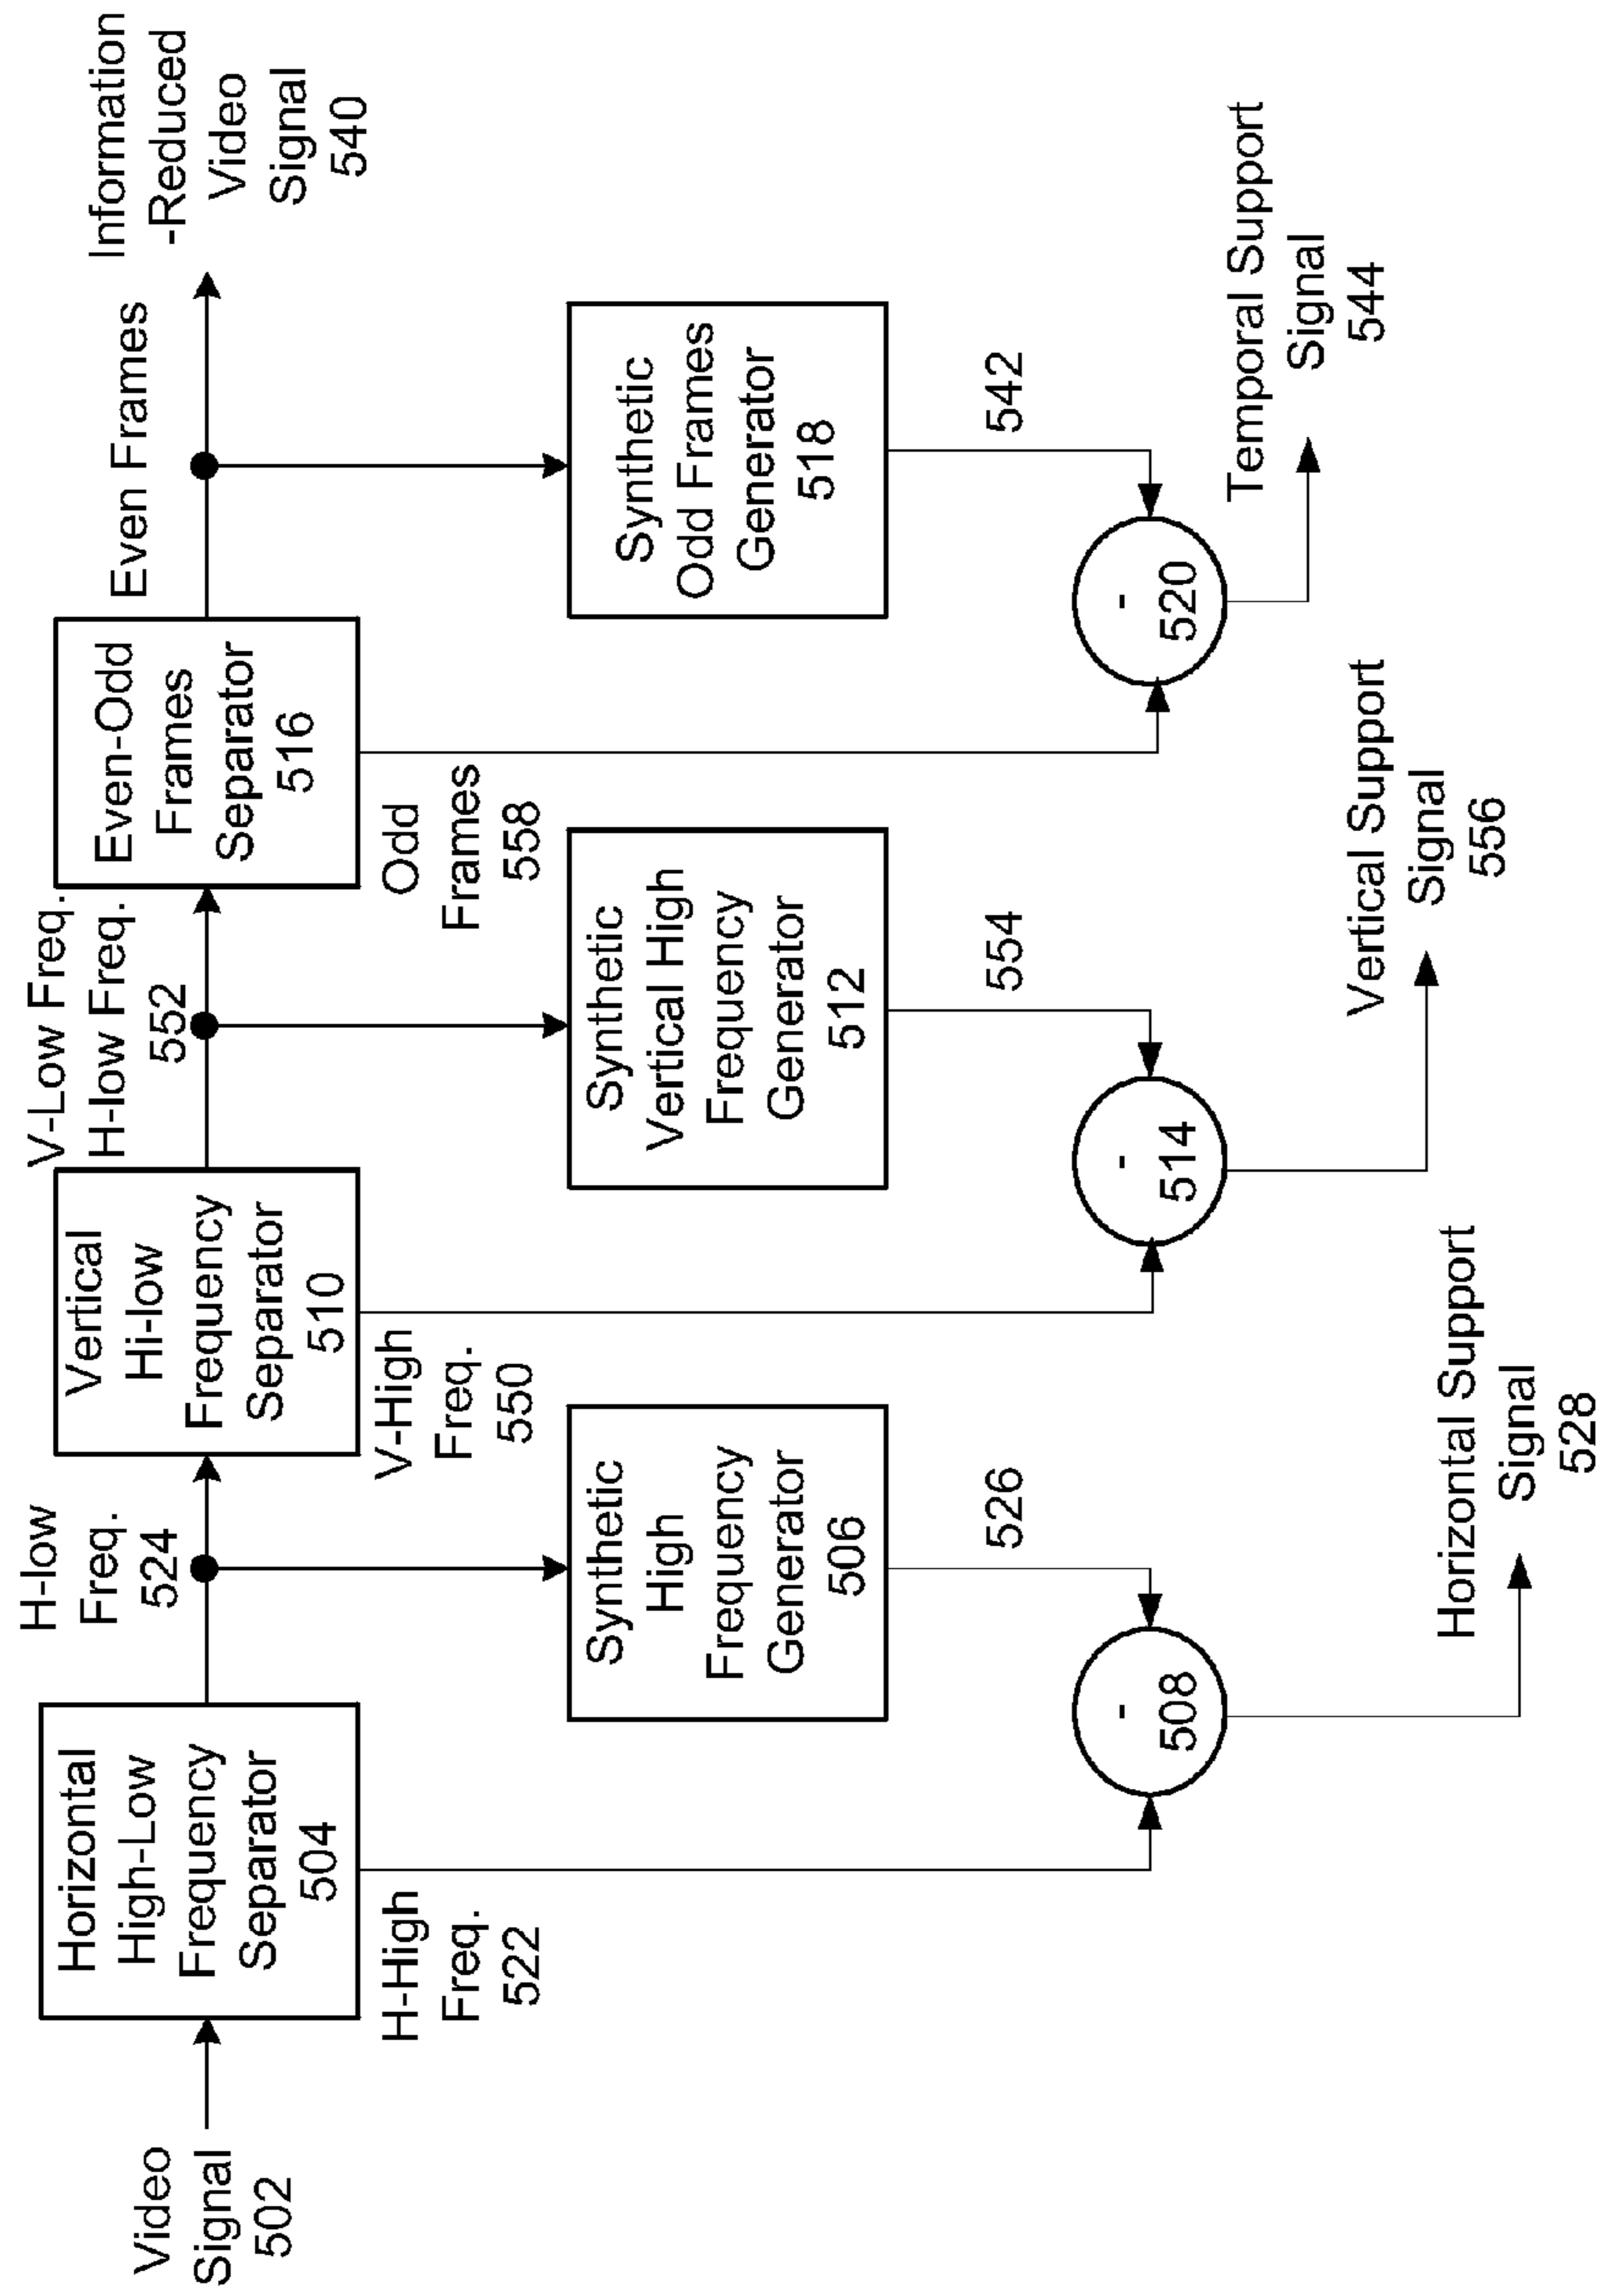 Video
Signal
502
Horizontal
High-Low
Frequency
Separator
504
H-low
Freq.
524
Vertical
Hi-low
Frequency
Separator
510
V-Low Freq.
H-low Freq.
552
Even-Odd
Frames
Separator
516
Even Frames
Information
-Reduced
Video
Signal
540
H-High
Freq.
522
Synthetic
High
Frequency
Generator
506
V-High
Freq.
550
Synthetic
Vertical High
Frequency
Generator
512
Odd
Frames
558
Synthetic
Odd Frames
Generator
518
526
554
542
-
508
-
514
-
520
Horizontal Support
Signal
528
Vertical Support
Signal
556
Temporal Support
Signal
544